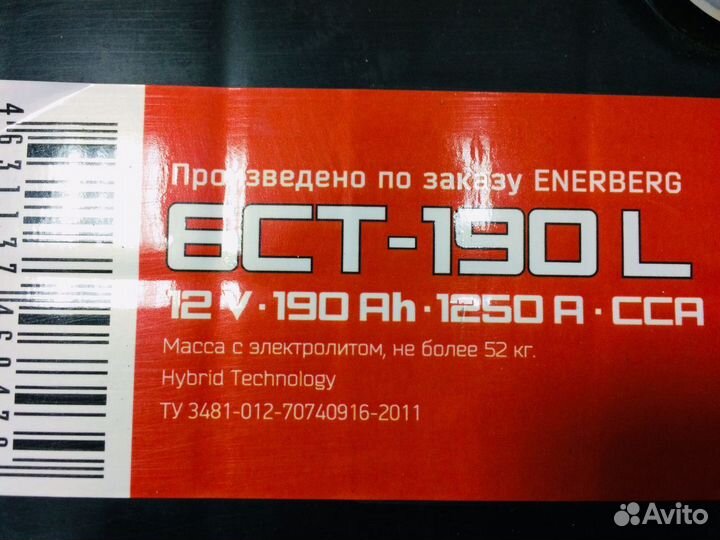 Произведено по заказу ENERBERG
6СТ-190 L
12 V · 190 Ah · 1250 A · CCA
Масса с электролитом, не более 52 кг.
Hybrid Technology
ТУ 3481-012-70740916-2011
Avito